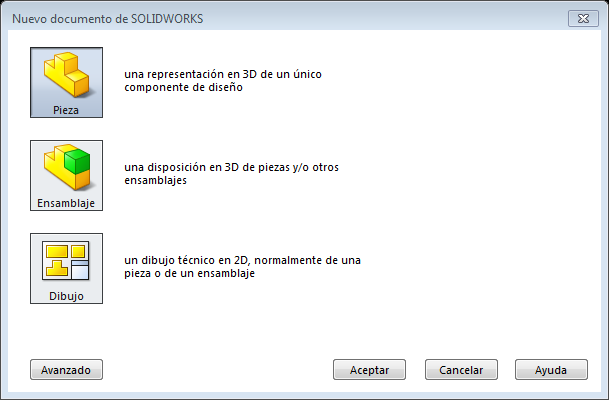 Nuevo documento de SOLIDWORKS
una representación en 3D de un único
componente de diseño
Pieza
una disposición en 3D de piezas y/o otros
ensamblajes
Ensamblaje
un dibujo técnico en 2D, normalmente de una
pieza o de un ensamblaje
Dibujo
Avanzado
Aceptar
Cancelar
Ayuda